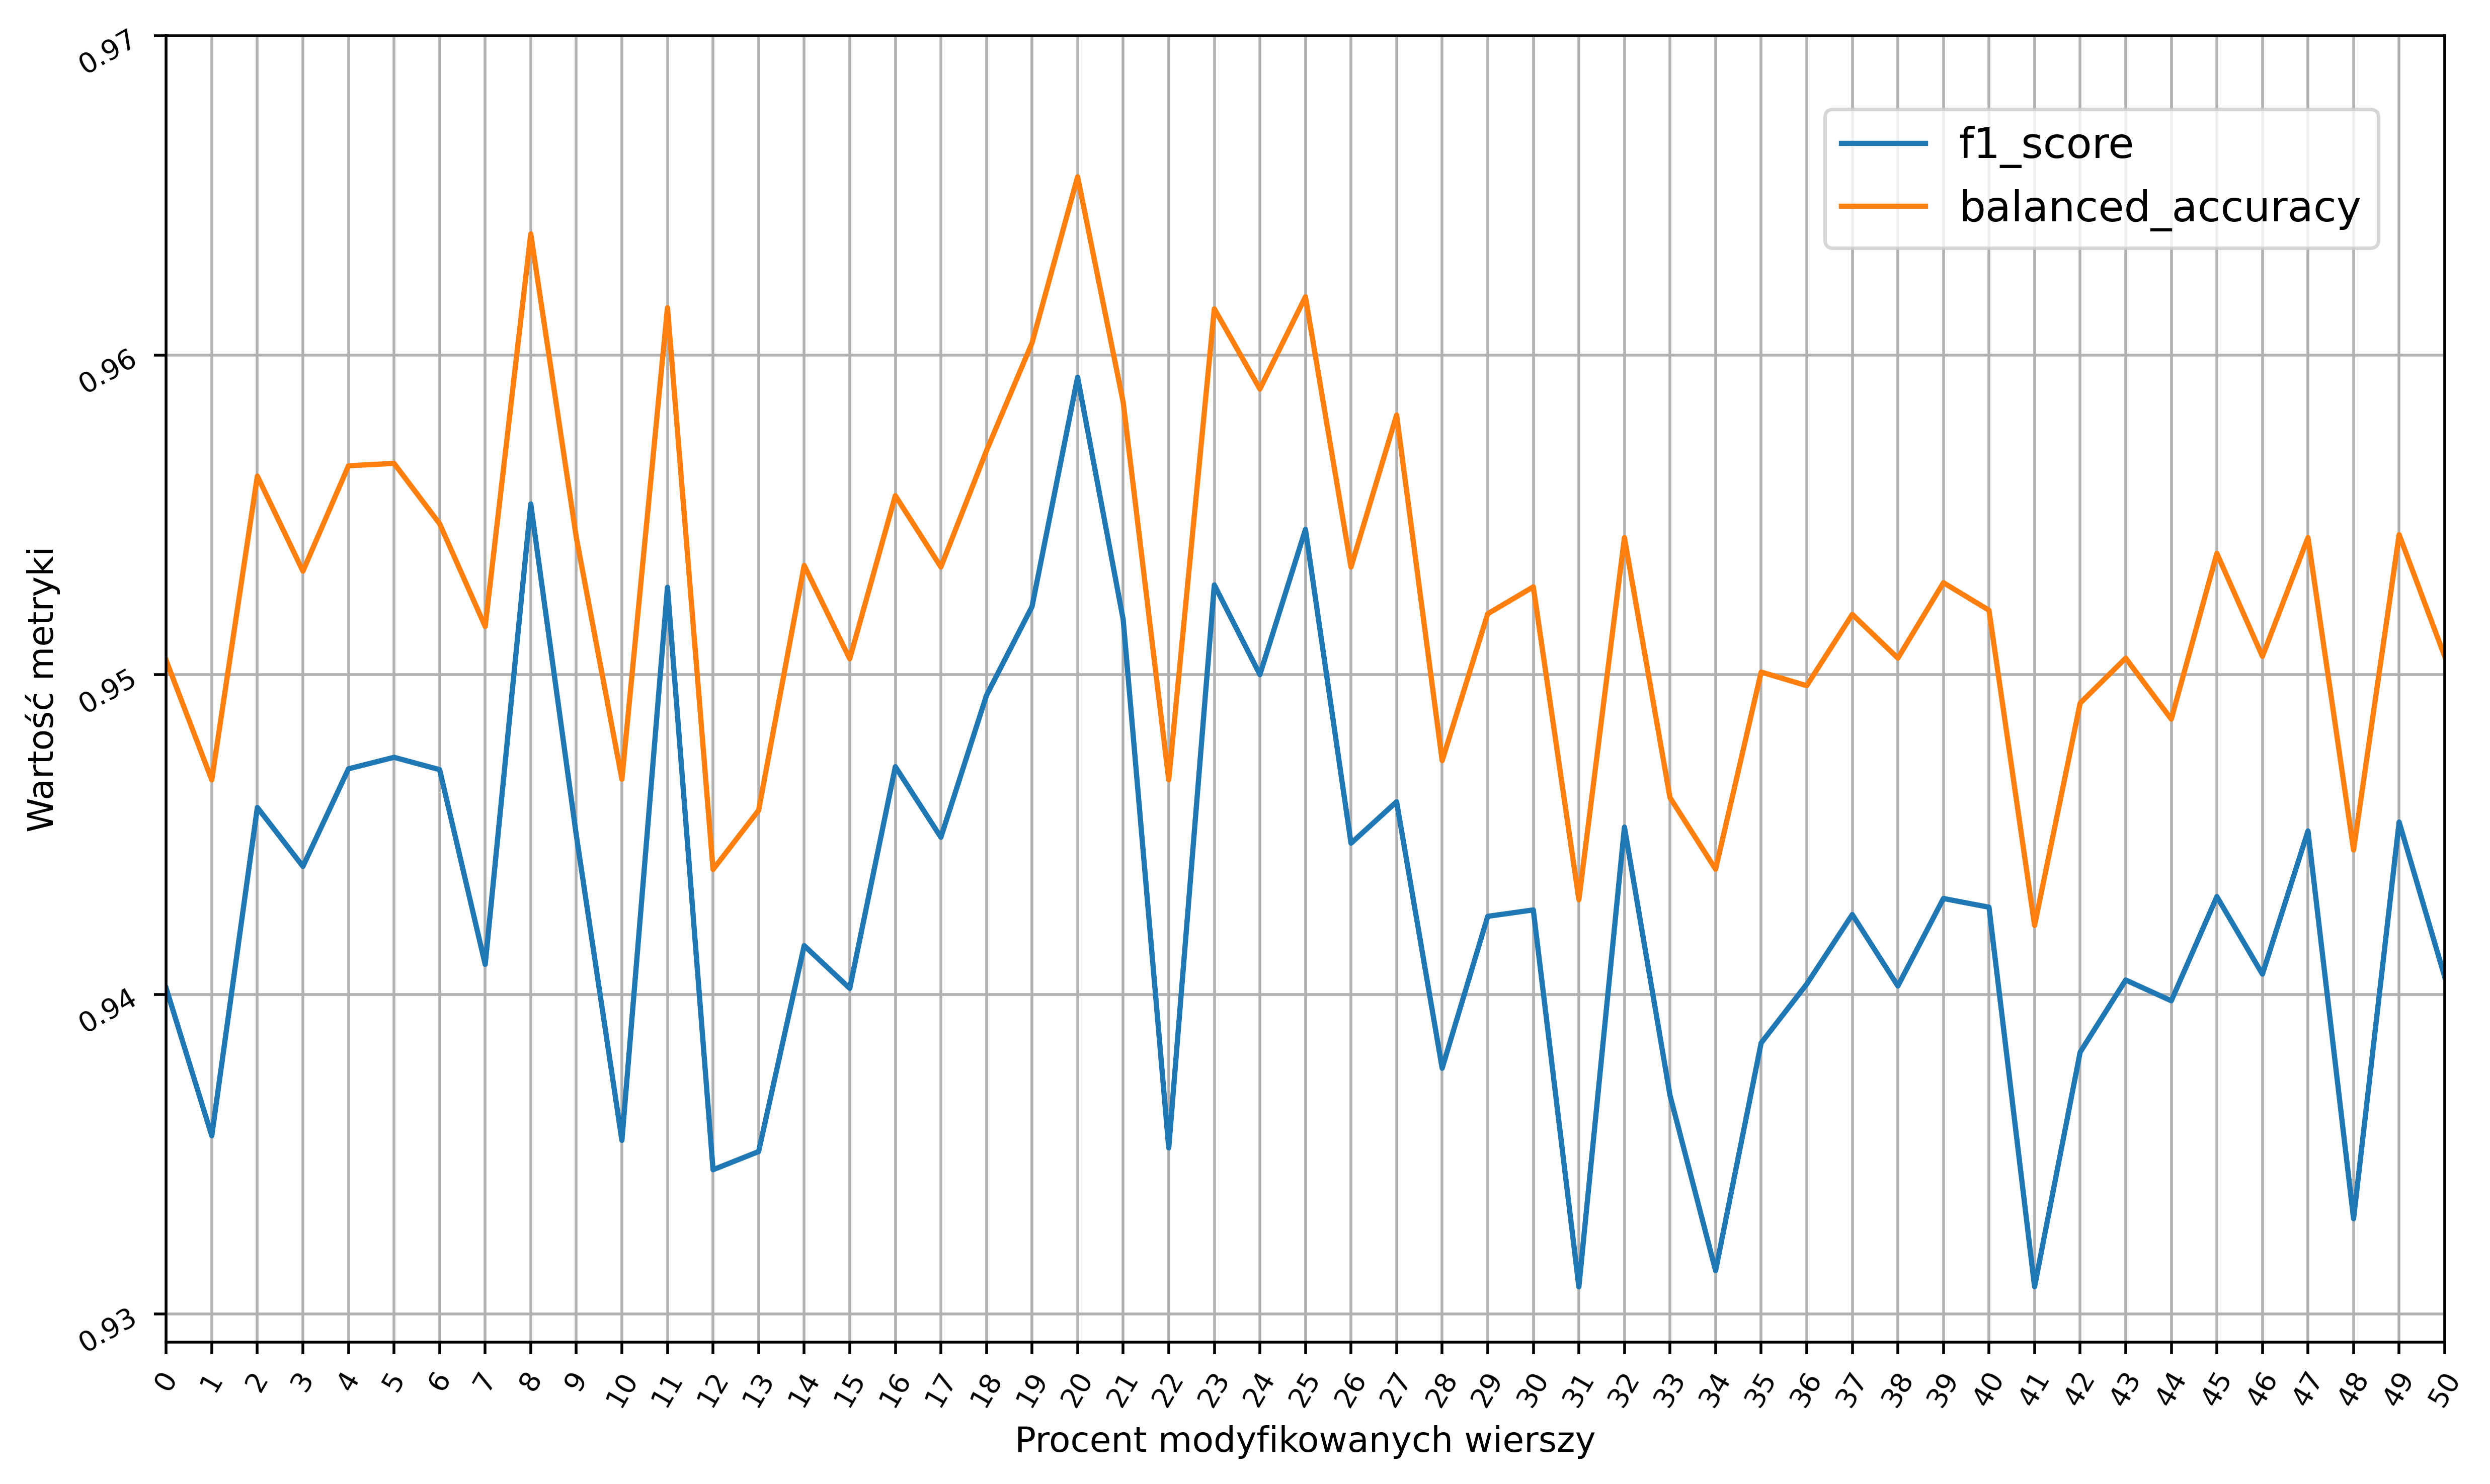 f1_score
balanced_accuracy
Wartość metryki
0.97
0.96
0.95
0.94
0.93
0 1 2 3 4 5 6 7 8 9 10 11 12 13 14 15 16 17 18 19 20 21 22 23 24 25 26 27 28 29 30 31 32 33 34 35 36 37 38 39 40 41 42 43 44 45 46 47 48 49 50
Procent modyfikowanych wierszy